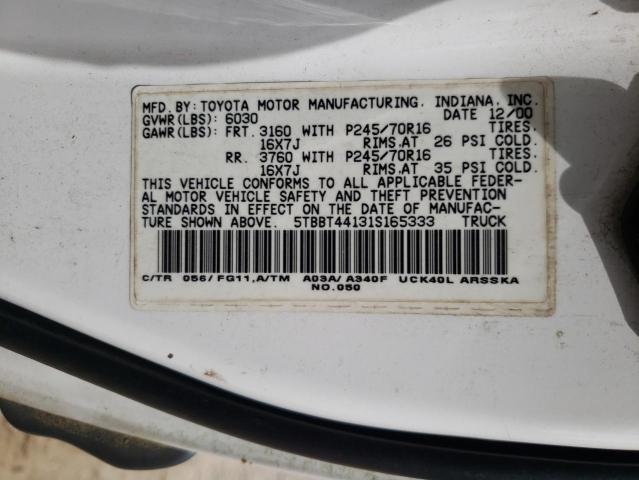 MFD. BY: TOYOTA MOTOR MANUFACTURING, INDIANA, INC.
GVWR(LBS): 6030 DATE 12/00
GAWR(LBS): FRT. 3160 WITH P245/70R16 TIRES.
16X7J RIMS.AT 26 PSI COLD.
RR. 3760 WITH P245/70R16 TIRES.
16X7J RIMS.AT 35 PSI COLD.
THIS VEHICLE CONFORMS TO ALL APPLICABLE FEDER-
AL MOTOR VEHICLE SAFETY AND THEFT PREVENTION
STANDARDS IN EFFECT ON THE DATE OF MANUFAC-
TURE SHOWN ABOVE. 5TBBT44131S165333 TRUCK
C/TR 056/FG11,A/TM A03A/A340F UCK40L ARSSKA
NO.050